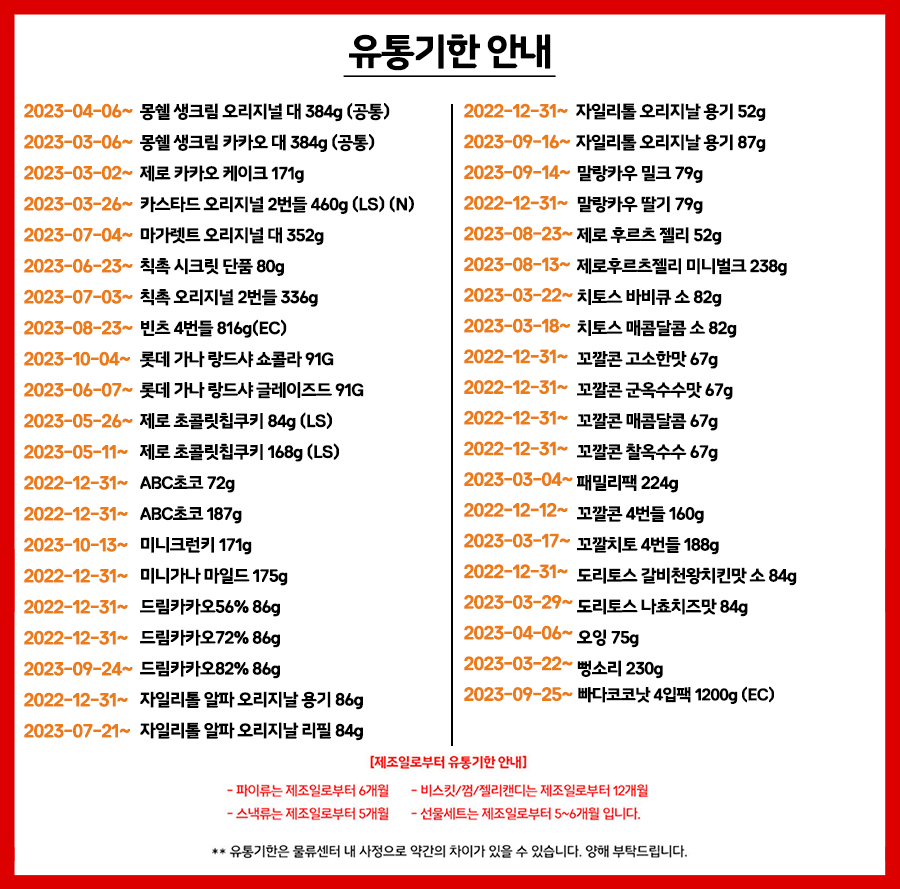 유통기한 안내
2023-04-06~ 몽쉘 생크림 오리지널 대 384g (공통)
2023-03-06~ 몽쉘 생크림 카카오 대 384g (공통)
2023-03-02~ 제로 카카오 케이크 171g
2023-03-26~ 카스타드 오리지널 2번들 460g (LS) (N)
2023-07-04~ 마가렛트 오리지널 대 352g
2023-06-23~ 칙촉 시크릿 단품 80g
2023-07-03~ 칙촉 오리지널 2번들 336g
2023-08-23~ 빈츠 4번들 816g(EC)
2023-10-04~ 롯데 가나 랑드샤 쇼콜라 91G
2023-06-07~ 롯데 가나 랑드샤 글레이즈드 91G
2023-05-26~ 제로 초콜릿칩쿠키 84g (LS)
2023-05-11~ 제로 초콜릿칩쿠키 168g (LS)
2022-12-31~ ABC초코 72g
2022-12-31~ ABC초코 187g
2023-10-13~ 미니크런키 171g
2022-12-31~ 미니가나 마일드 175g
2022-12-31~ 드림카카오56% 86g
2022-12-31~ 드림카카오72% 86g
2023-09-24~ 드림카카오82% 86g
2022-12-31~ 자일리톨 알파 오리지날 용기 86g
2023-07-21~ 자일리톨 알파 오리지날 리필 84g
2022-12-31~ 자일리톨 오리지날 용기 52g
2023-09-16~ 자일리톨 오리지날 용기 87g
2023-09-14~ 말랑카우 밀크 79g
2022-12-31~ 말랑카우 딸기 79g
2023-08-23~ 제로 후르츠 젤리 52g
2023-08-13~ 제로후르츠젤리 미니벌크 238g
2023-03-22~ 치토스 바비큐 소 82g
2023-03-18~ 치토스 매콤달콤 소 82g
2022-12-31~ 꼬깔콘 고소한맛 67g
2022-12-31~ 꼬깔콘 군옥수수맛 67g
2022-12-31~ 꼬깔콘 매콤달콤 67g
2022-12-31~ 꼬깔콘 찰옥수수 67g
2023-03-04~ 패밀리팩 224g
2022-12-12~ 꼬깔콘 4번들 160g
2023-03-17~ 꼬깔치토 4번들 188g
2022-12-31~ 도리토스 갈비천왕치킨맛 소 84g
2023-03-29~ 도리토스 나쵸치즈맛 84g
2023-04-06~ 오잉 75g
2023-03-22~ 뻥소리 230g
2023-09-25~ 빠다코코낫 4입팩 1200g (EC)
[제조일로부터 유통기한 안내]
- 파이류는 제조일로부터 6개월 - 비스킷/껌/젤리캔디는 제조일로부터 12개월
- 스낵류는 제조일로부터 5개월 - 선물세트는 제조일로부터 5~6개월 입니다.
** 유통기한은 물류센터 내 사정으로 약간의 차이가 있을 수 있습니다. 양해 부탁드립니다.